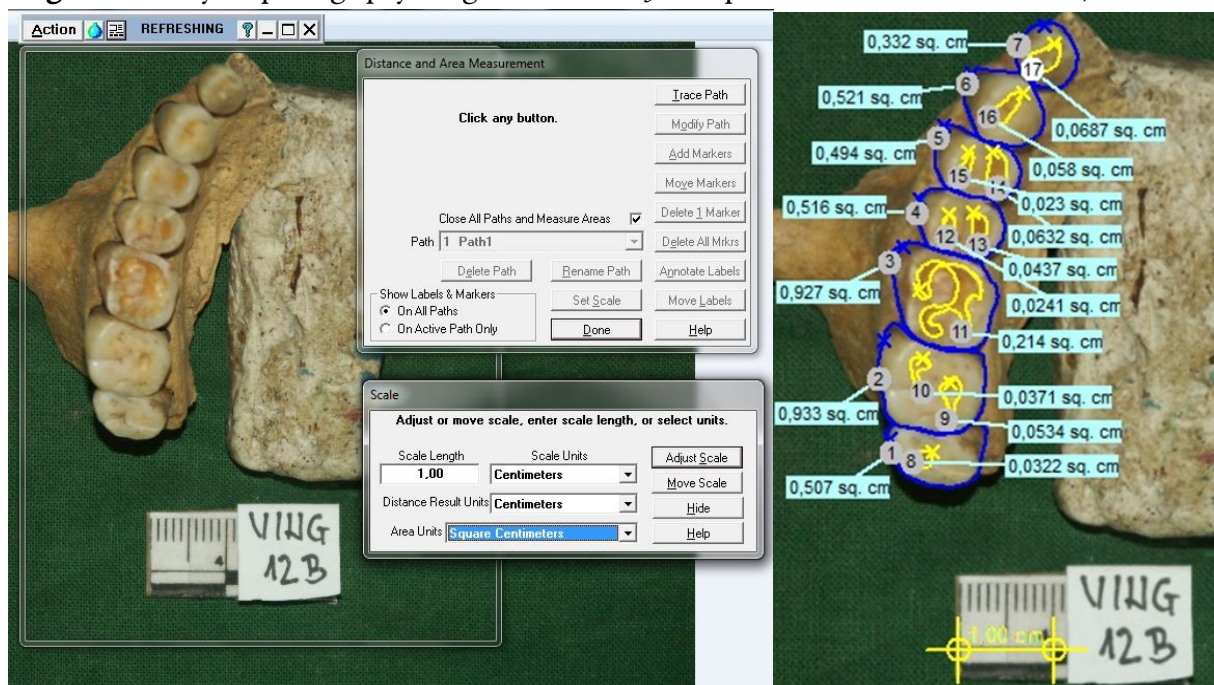 Action REFRESHING ? _ □ X
Distance and Area Measurement
Click any button.
Trace Path
Modify Path
Add Markers
Move Markers
Close All Paths and Measure Areas
Delete 1 Marker
Path 1 Path1
Delete All Mrkrs
Delete Path
Rename Path
Annotate Labels
Show Labels & Markers
On All Paths
On Active Path Only
Set Scale
Move Labels
Done
Help
Scale
Adjust or move scale, enter scale length, or select units.
Scale Length
Scale Units
1,00
Centimeters
Adjust Scale
Move Scale
Distance Result Units Centimeters
Hide
Area Units Square Centimeters
Help
4
VING
12B
0,332 sq. cm
7
17
6
0,521 sq. cm
16
0,0687 sq. cm
5
0,494 sq. cm
0,058 sq. cm
15
14
0,516 sq. cm
4
0,023 sq. cm
12
13
0,0632 sq. cm
3
0,0437 sq. cm
0,927 sq. cm
0,0241 sq. cm
11
0,214 sq. cm
2
10
0,0371 sq. cm
0,933 sq. cm
9
0,0534 sq. cm
1
8
0,0322 sq. cm
0,507 sq. cm
1.00 cm
VING
12B